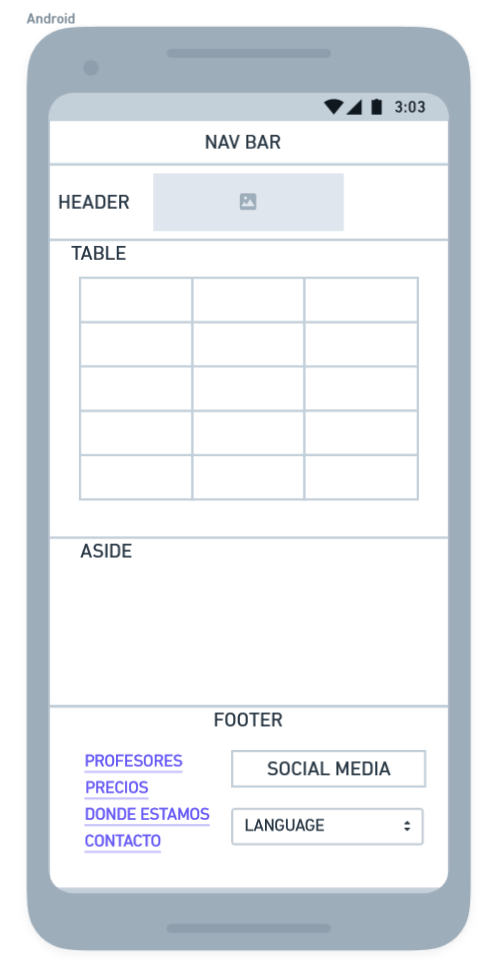 Android
3:03
NAV BAR
HEADER
TABLE
ASIDE
FOOTER
PROFESORES
PRECIOS
DONDE ESTAMOS
CONTACTO
SOCIAL MEDIA
LANGUAGE